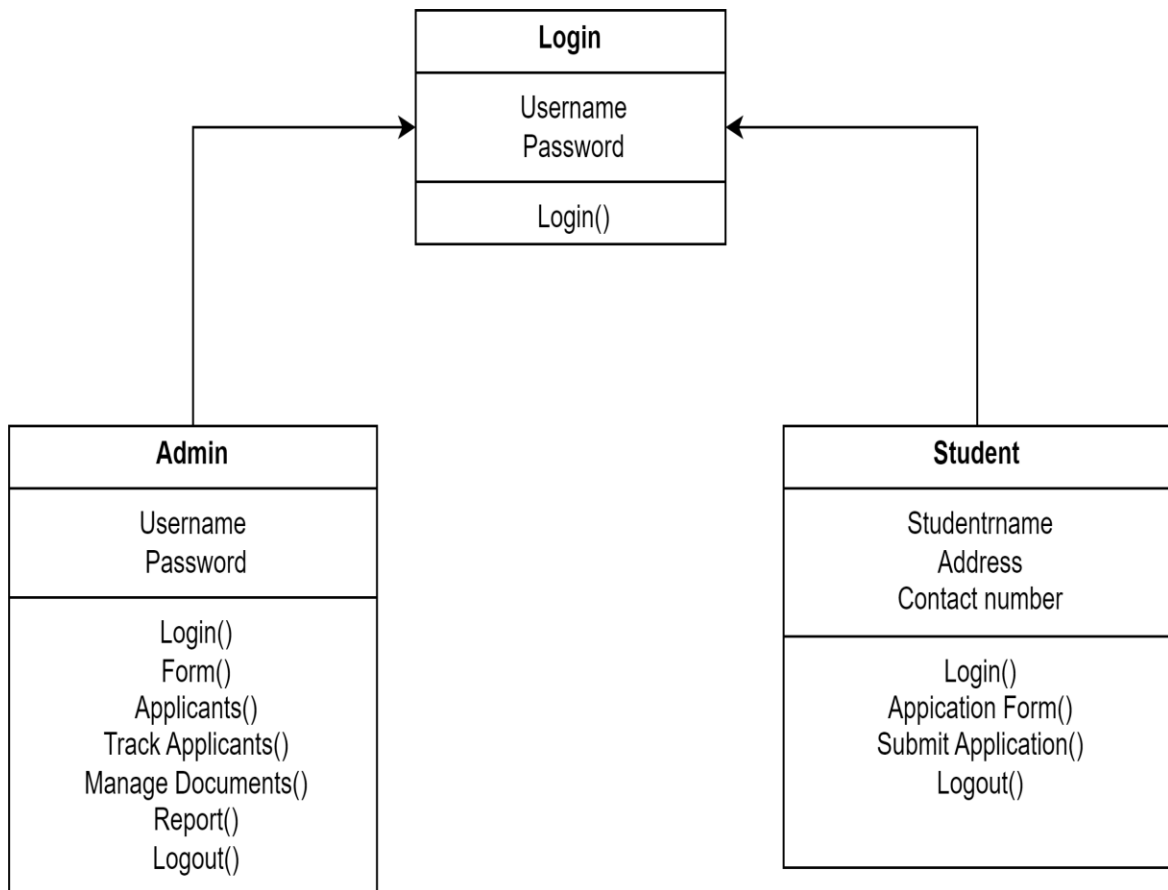 Login
Username
Password
Login()
Admin
Username
Password
Login()
Form()
Applicants()
Track Applicants()
Manage Documents()
Report()
Logout()
Student
Studentrname
Address
Contact number
Login()
Appication Form()
Submit Application()
Logout()